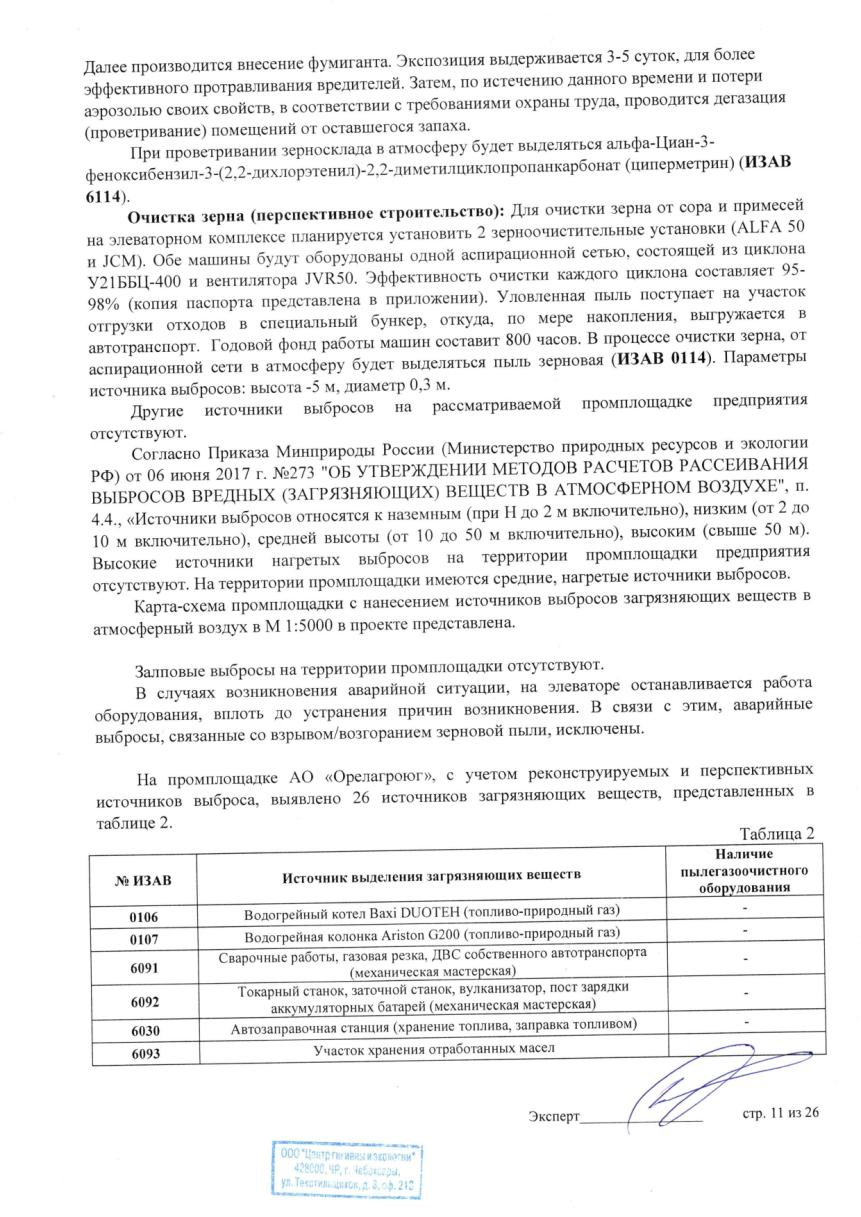 Далее производится внесение фумиганта. Экспозиция выдерживается 3-5 суток, для более
эффективного протравливания вредителей. Затем, по истечению данного времени и потери
аэрозолью своих свойств, в соответствии с требованиями охраны труда, проводится дегазация
(проветривание) помещений от оставшегося запаха.
При проветривании зерносклада в атмосферу будет выделяться альфа-Циан-3-
феноксибензил-3-(2,2-дихлорэтенил)-2,2-диметилциклопропанкарбонат (циперметрин) (ИЗАВ
6114).
Очистка зерна (перспективное строительство): Для очистки зерна от сора и примесей
на элеваторном комплексе планируется установить 2 зерноочистительные установки (ALFA 50
и JCM). Обе машины будут оборудованы одной аспирационной сетью, состоящей из циклона
У21ББЦ-400 и вентилятора JVR50. Эффективность очистки каждого циклона составляет 95-
98% (копия паспорта представлена в приложении). Уловленная пыль поступает на участок
отгрузки отходов в специальный бункер, откуда, по мере накопления, выгружается в
автотранспорт. Годовой фонд работы машин составит 800 часов. В процессе очистки зерна, от
аспирационной сети в атмосферу будет выделяться пыль зерновая (ИЗАВ 0114). Параметры
источника выбросов: высота -5 м, диаметр 0,3 м.
Другие источники выбросов на рассматриваемой промплощадке предприятия
отсутствуют.
Согласно Приказа Минприроды России (Министерство природных ресурсов и экологии
РФ) от 06 июня 2017 г. №273 "ОБ УТВЕРЖДЕНИИ МЕТОДОВ РАСЧЕТОВ РАССЕИВАНИЯ
ВЫБРОСОВ ВРЕДНЫХ (ЗАГРЯЗНЯЮЩИХ) ВЕЩЕСТВ В АТМОСФЕРНОМ ВОЗДУХЕ", п.
4.4., «Источники выбросов относятся к наземным (при Н до 2 м включительно), низким (от 2 до
10 м включительно), средней высоты (от 10 до 50 м включительно), высоким (свыше 50 м).
Высокие источники нагретых выбросов на территории промплощадки предприятия
отсутствуют. На территории промплощадки имеются средние, нагретые источники выбросов.
Карта-схема промплощадки с нанесением источников выбросов загрязняющих веществ в
атмосферный воздух в М 1:5000 в проекте представлена.
Залповые выбросы на территории промплощадки отсутствуют.
В случаях возникновения аварийной ситуации, на элеваторе останавливается работа
оборудования, вплоть до устранения причин возникновения. В связи с этим, аварийные
выбросы, связанные со взрывом/возгоранием зерновой пыли, исключены.
На промплощадке АО «Орелагроюг», с учетом реконструируемых и перспективных
источников выброса, выявлено 26 источников загрязняющих веществ, представленных в
таблице 2.
Таблица 2
№ ИЗАВ Источник выделения загрязняющих веществ Наличие
пылегазоочистного
оборудования
0106 Водогрейный котел Baxi DUOTEH (топливо-природный газ) -
0107 Водогрейная колонка Ariston G200 (топливо-природный газ) -
6091 Сварочные работы, газовая резка, ДВС собственного автотранспорта
(механическая мастерская) -
6092 Токарный станок, заточной станок, вулканизатор, пост зарядки
аккумуляторных батарей (механическая мастерская) -
6030 Автозаправочная станция (хранение топлива, заправка топливом) -
6093 Участок хранения отработанных масел
Эксперт стр. 11 из 26
ООО "Центр гигиены и экологии"
428000, ЧР, г. Чебоксары,
ул. Текстильщиков, д. 8, оф. 212